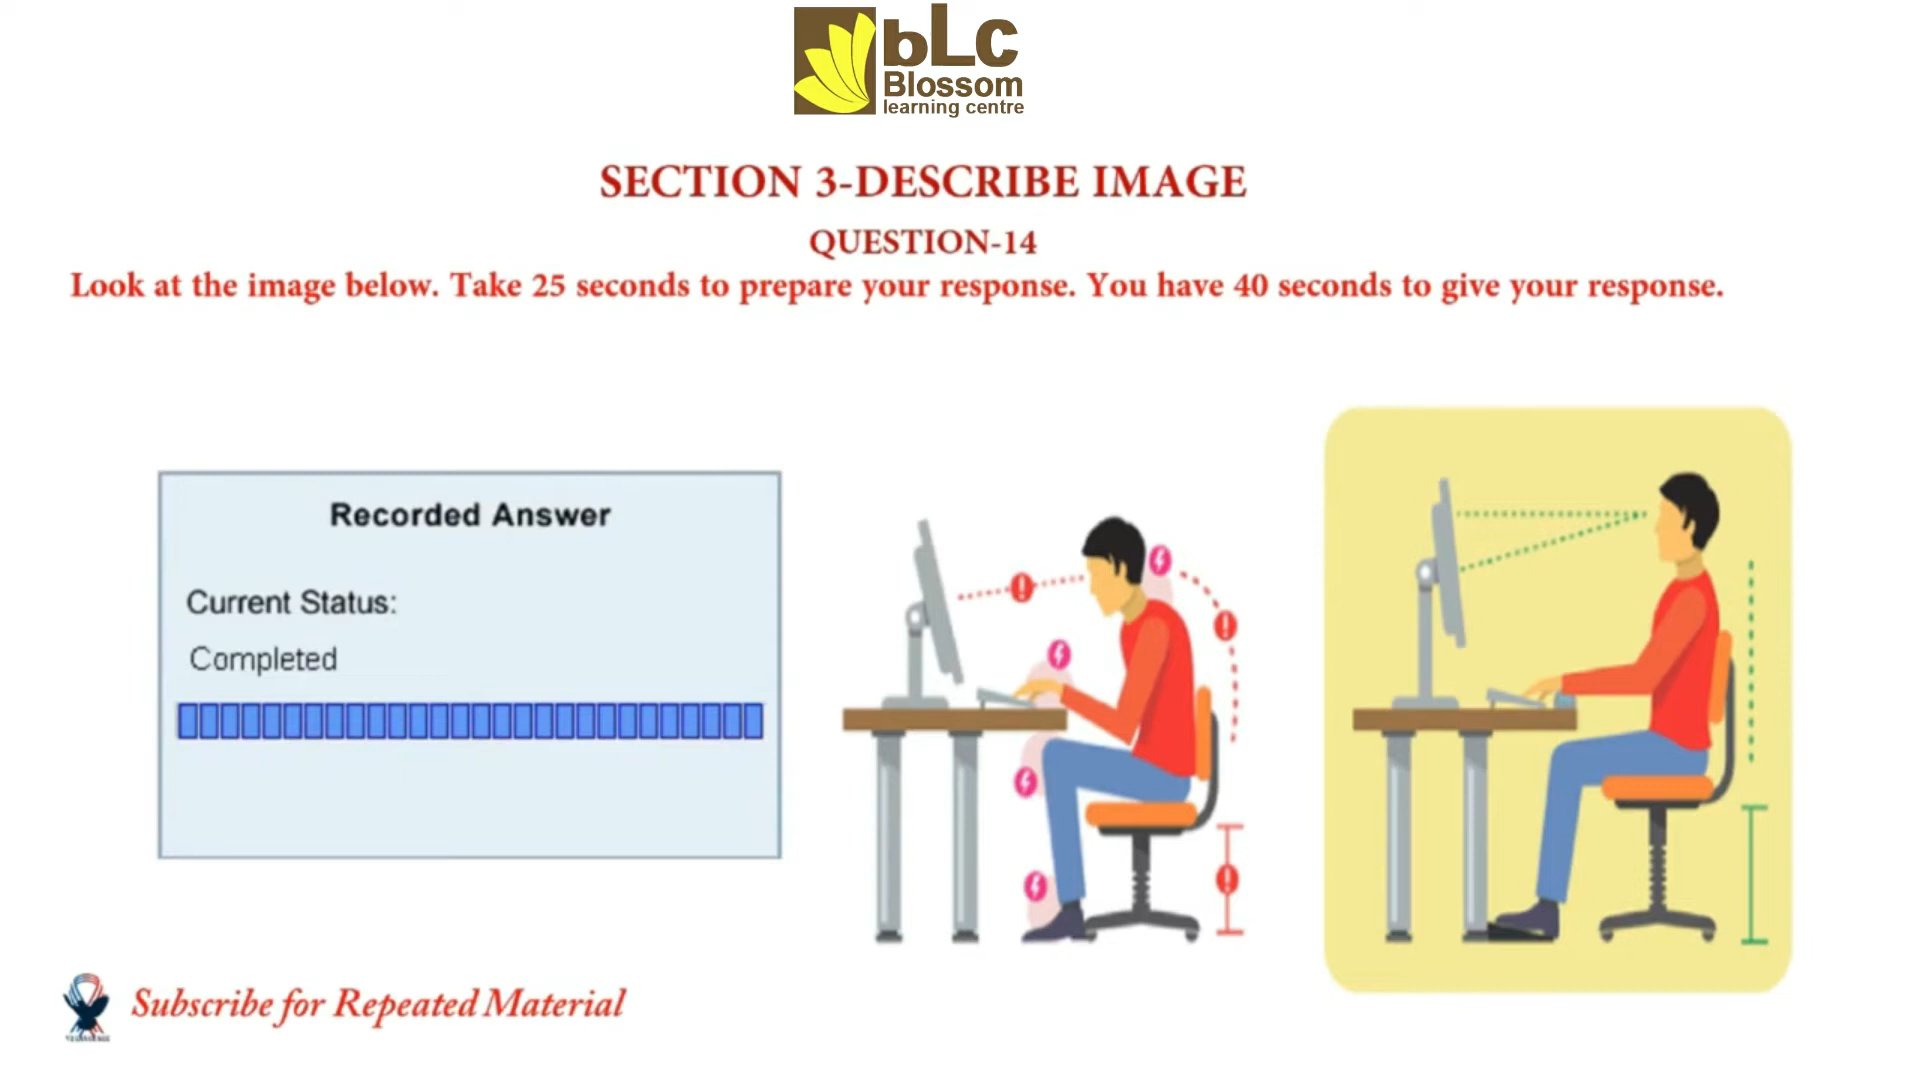 bLc
Blossom
learning centre
SECTION 3-DESCRIBE IMAGE
QUESTION-14
Look at the image below. Take 25 seconds to prepare your response. You have 40 seconds to give your response.
Recorded Answer
Current Status:
Completed
Subscribe for Repeated Material